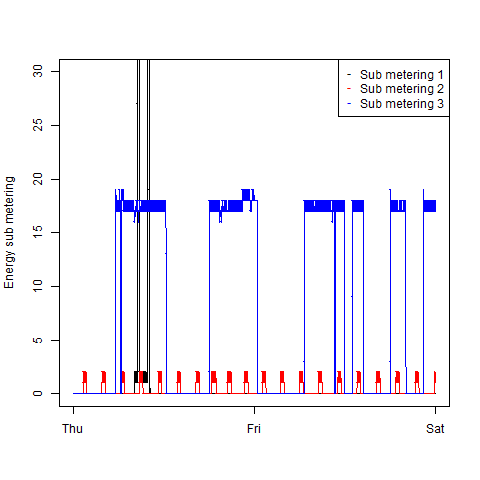 Sub metering 1
Sub metering 2
Sub metering 3
Energy sub metering
30
25
20
15
10
5
0
Thu
Fri
Sat